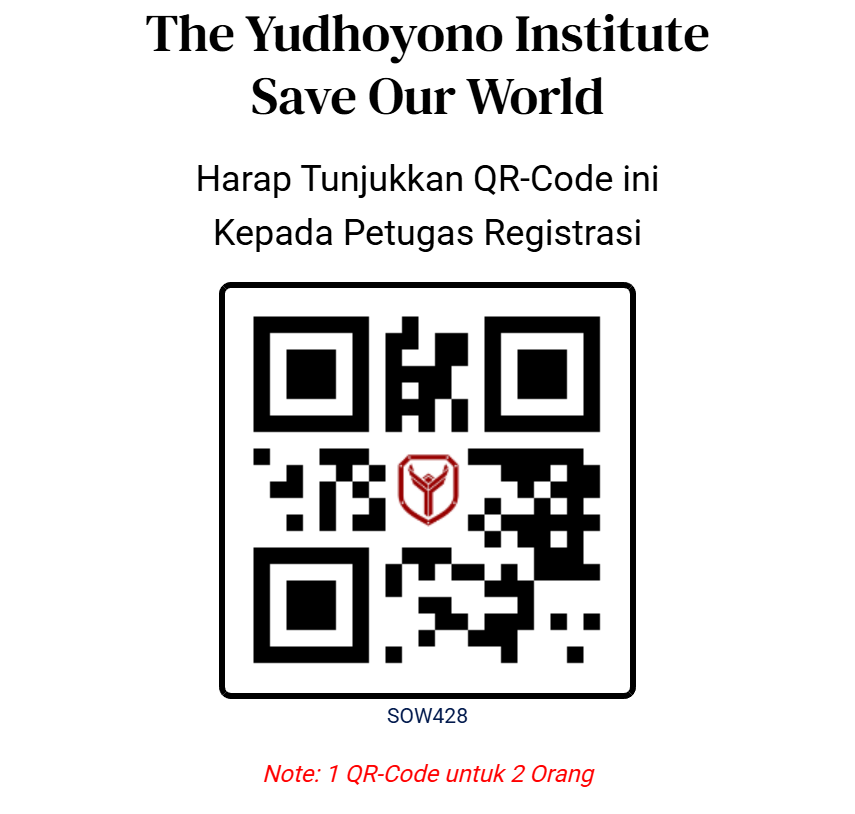 The Yudhoyono Institute
Save Our World
Harap Tunjukkan QR-Code ini
Kepada Petugas Registrasi
SOW428
Note: 1 QR-Code untuk 2 Orang